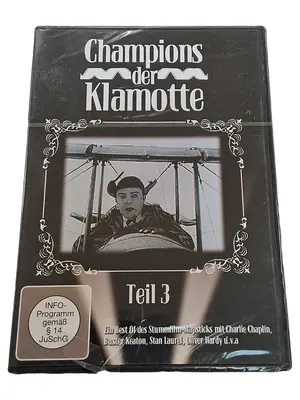 Champions
der
Klamotte
Teil 3
Ein Best Of des Stummfilm-Slapsticks mit Charlie Chaplin,
Buster Keaton, Stan Laurel, Oliver Hardy u.v.a
INFO-
Programm
gemäß
§ 14
JuSchG